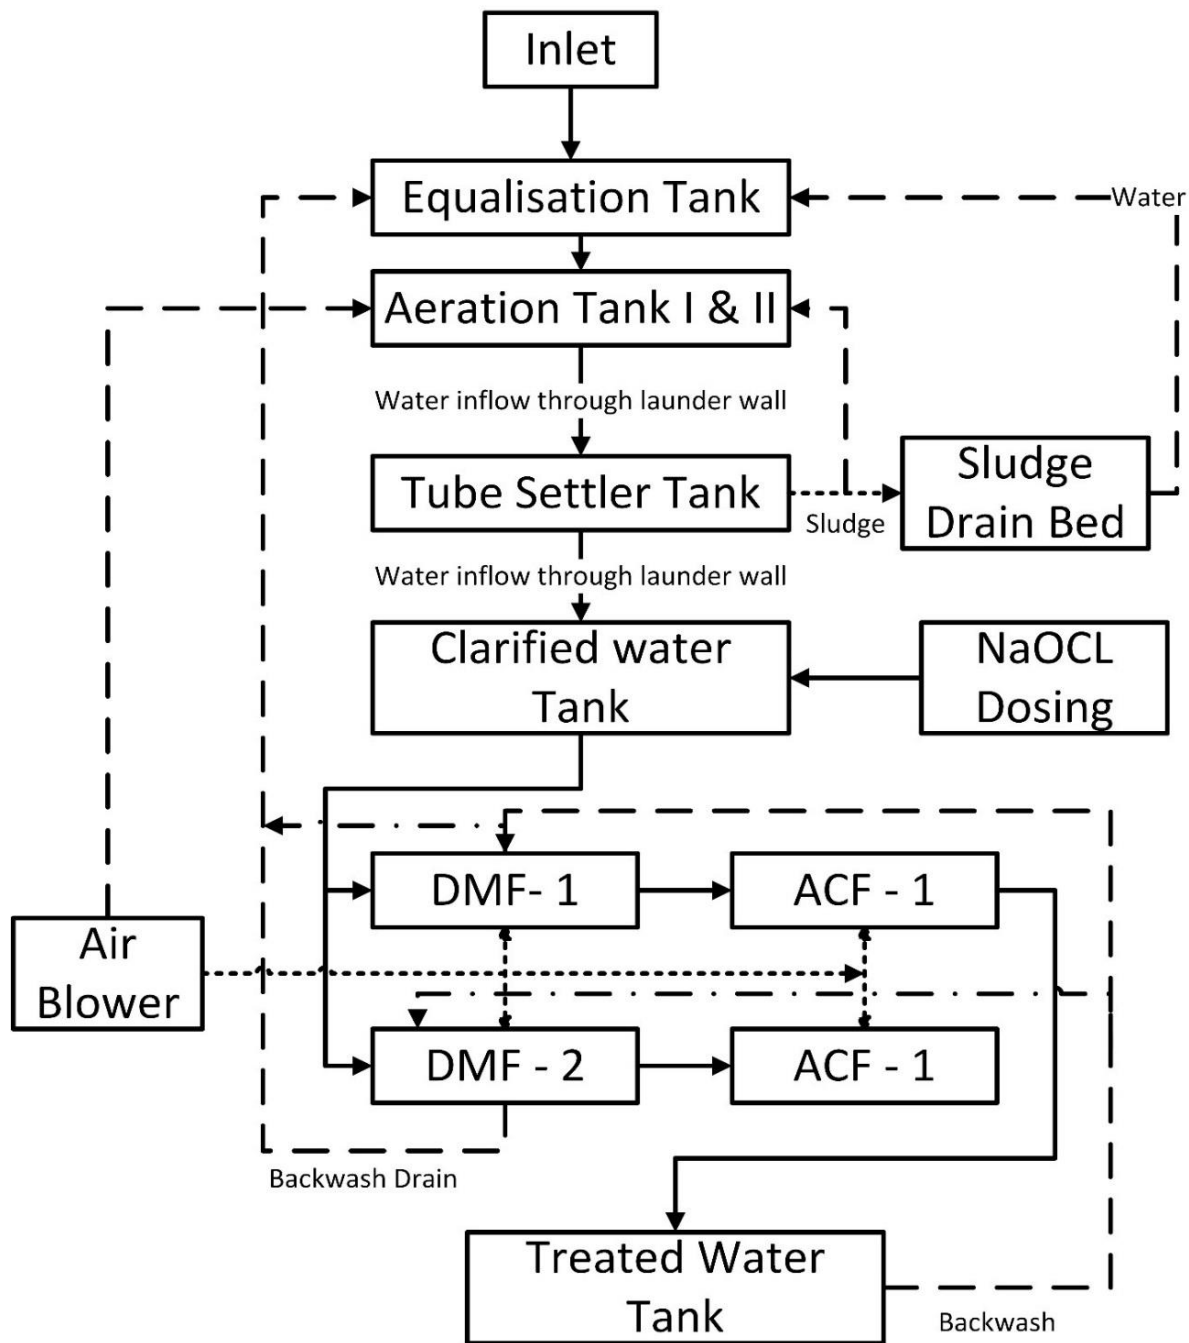 Inlet
Equalisation Tank
Water
Aeration Tank I & II
Water inflow through launder wall
Tube Settler Tank
Sludge
Sludge
Drain Bed
Water inflow through launder wall
Clarified water
Tank
NaOCL
Dosing
DMF- 1
ACF - 1
Air
Blower
DMF - 2
ACF - 1
Backwash Drain
Treated Water
Tank
Backwash